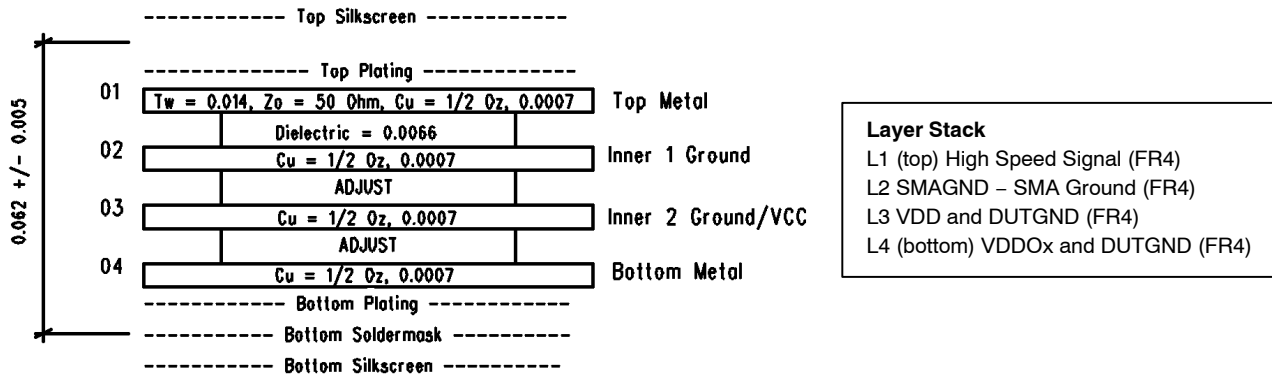 Top Silkscreen
0.062 +/- 0.005
Top Plating
01
Tw = 0.014, Zo = 50 Ohm, Cu = 1/2 Oz, 0.0007
Top Metal
Dielectric = 0.0066
02
Cu = 1/2 Oz, 0.0007
Inner 1 Ground
ADJUST
03
Cu = 1/2 Oz, 0.0007
Inner 2 Ground/VCC
ADJUST
04
Cu = 1/2 Oz, 0.0007
Bottom Metal
Bottom Plating
Bottom Soldermask
Bottom Silkscreen
Layer Stack
L1 (top) High Speed Signal (FR4)
L2 SMAGND − SMA Ground (FR4)
L3 VDD and DUTGND (FR4)
L4 (bottom) VDDOx and DUTGND (FR4)